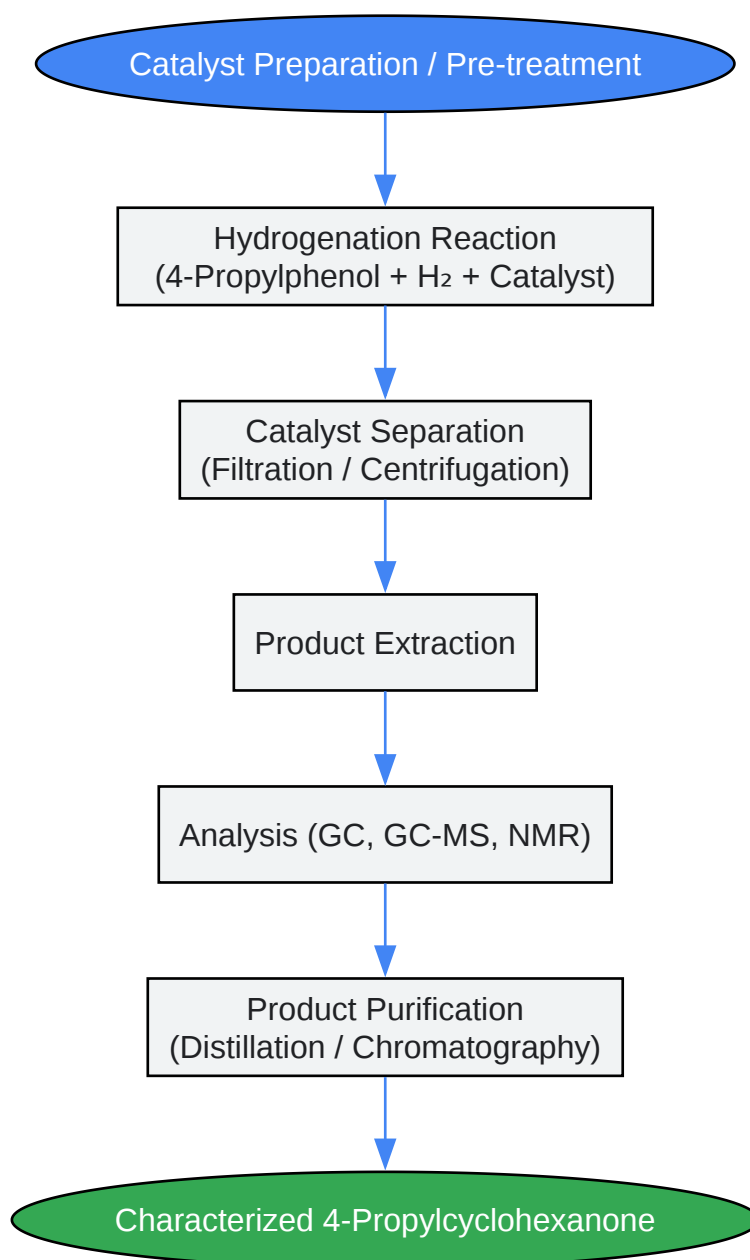 Catalyst Preparation / Pre-treatment
Hydrogenation Reaction
(4-Propylphenol + H₂ + Catalyst)
Catalyst Separation
(Filtration / Centrifugation)
Product Extraction
Analysis (GC, GC-MS, NMR)
Product Purification
(Distillation / Chromatography)
Characterized 4-Propylcyclohexanone